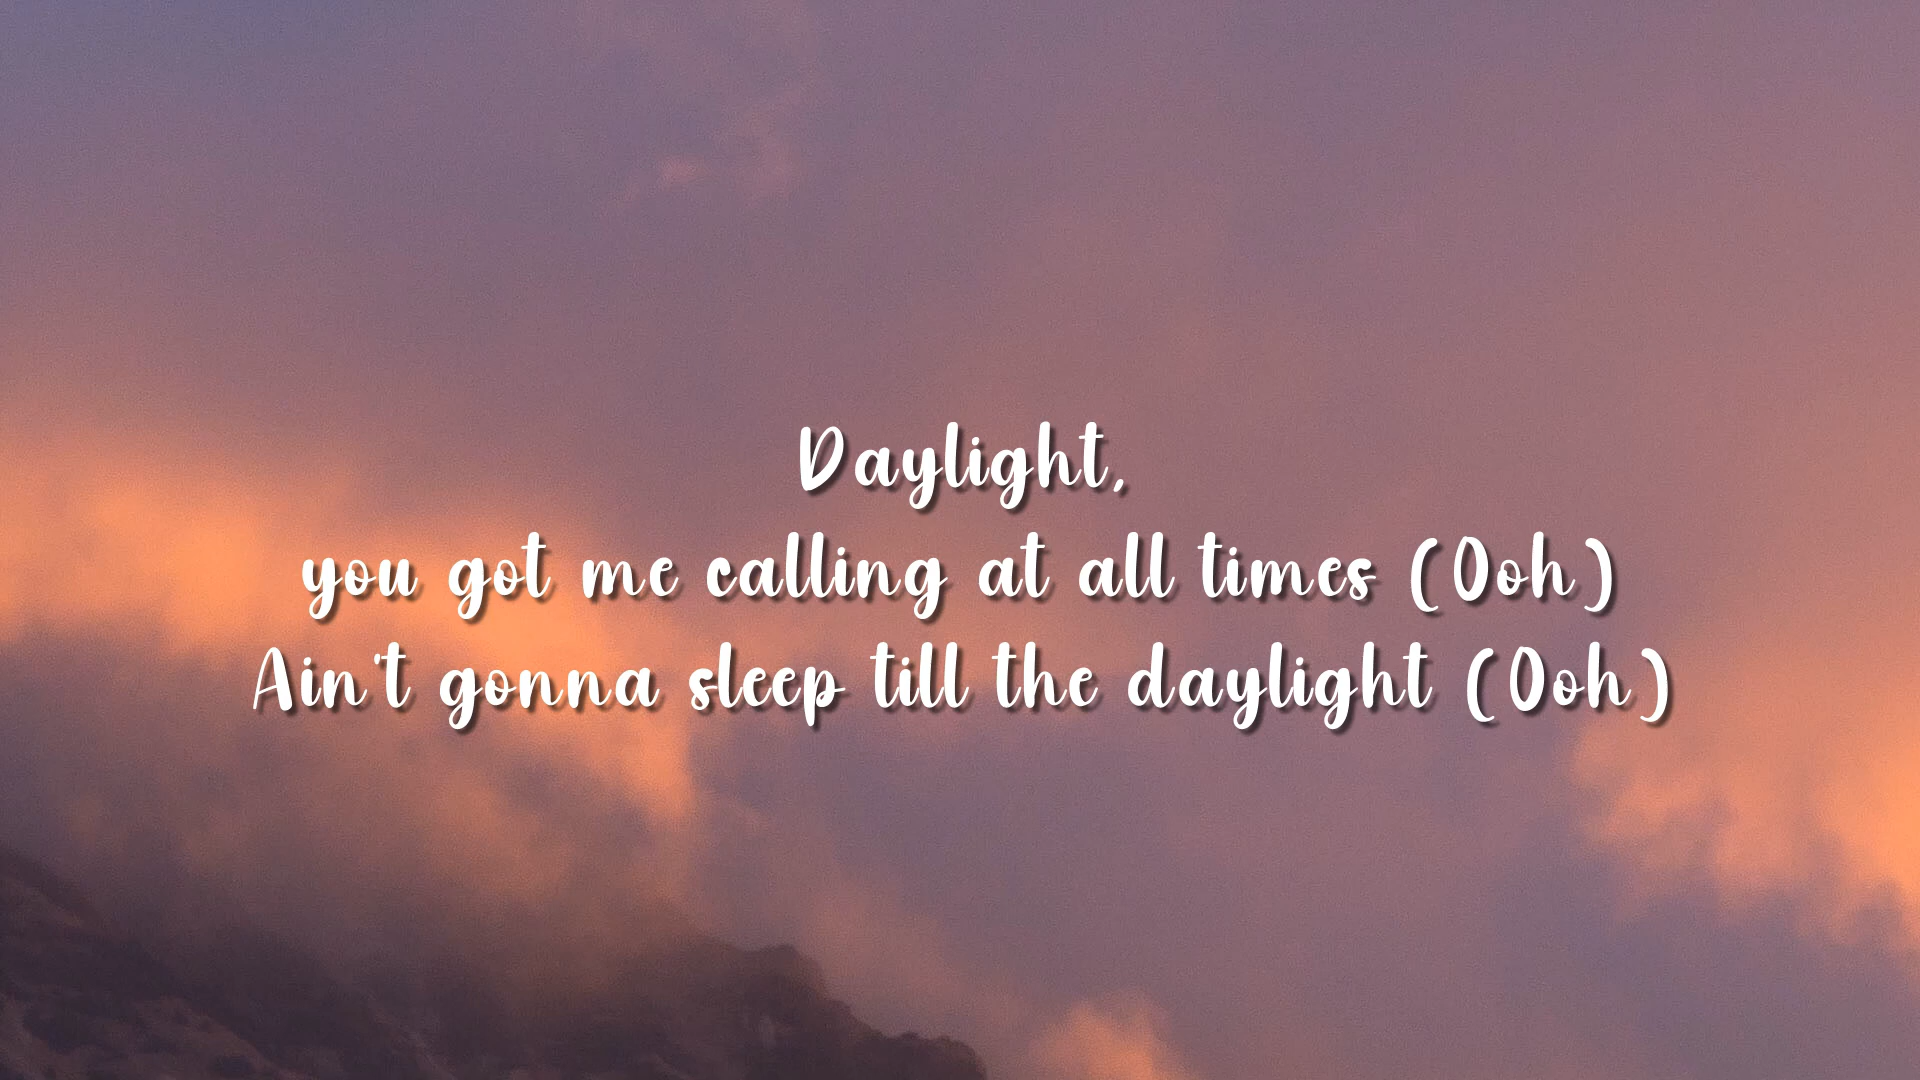 Daylight,
you got me calling at all times (Ooh)
Ain't gonna sleep till the daylight (Ooh)